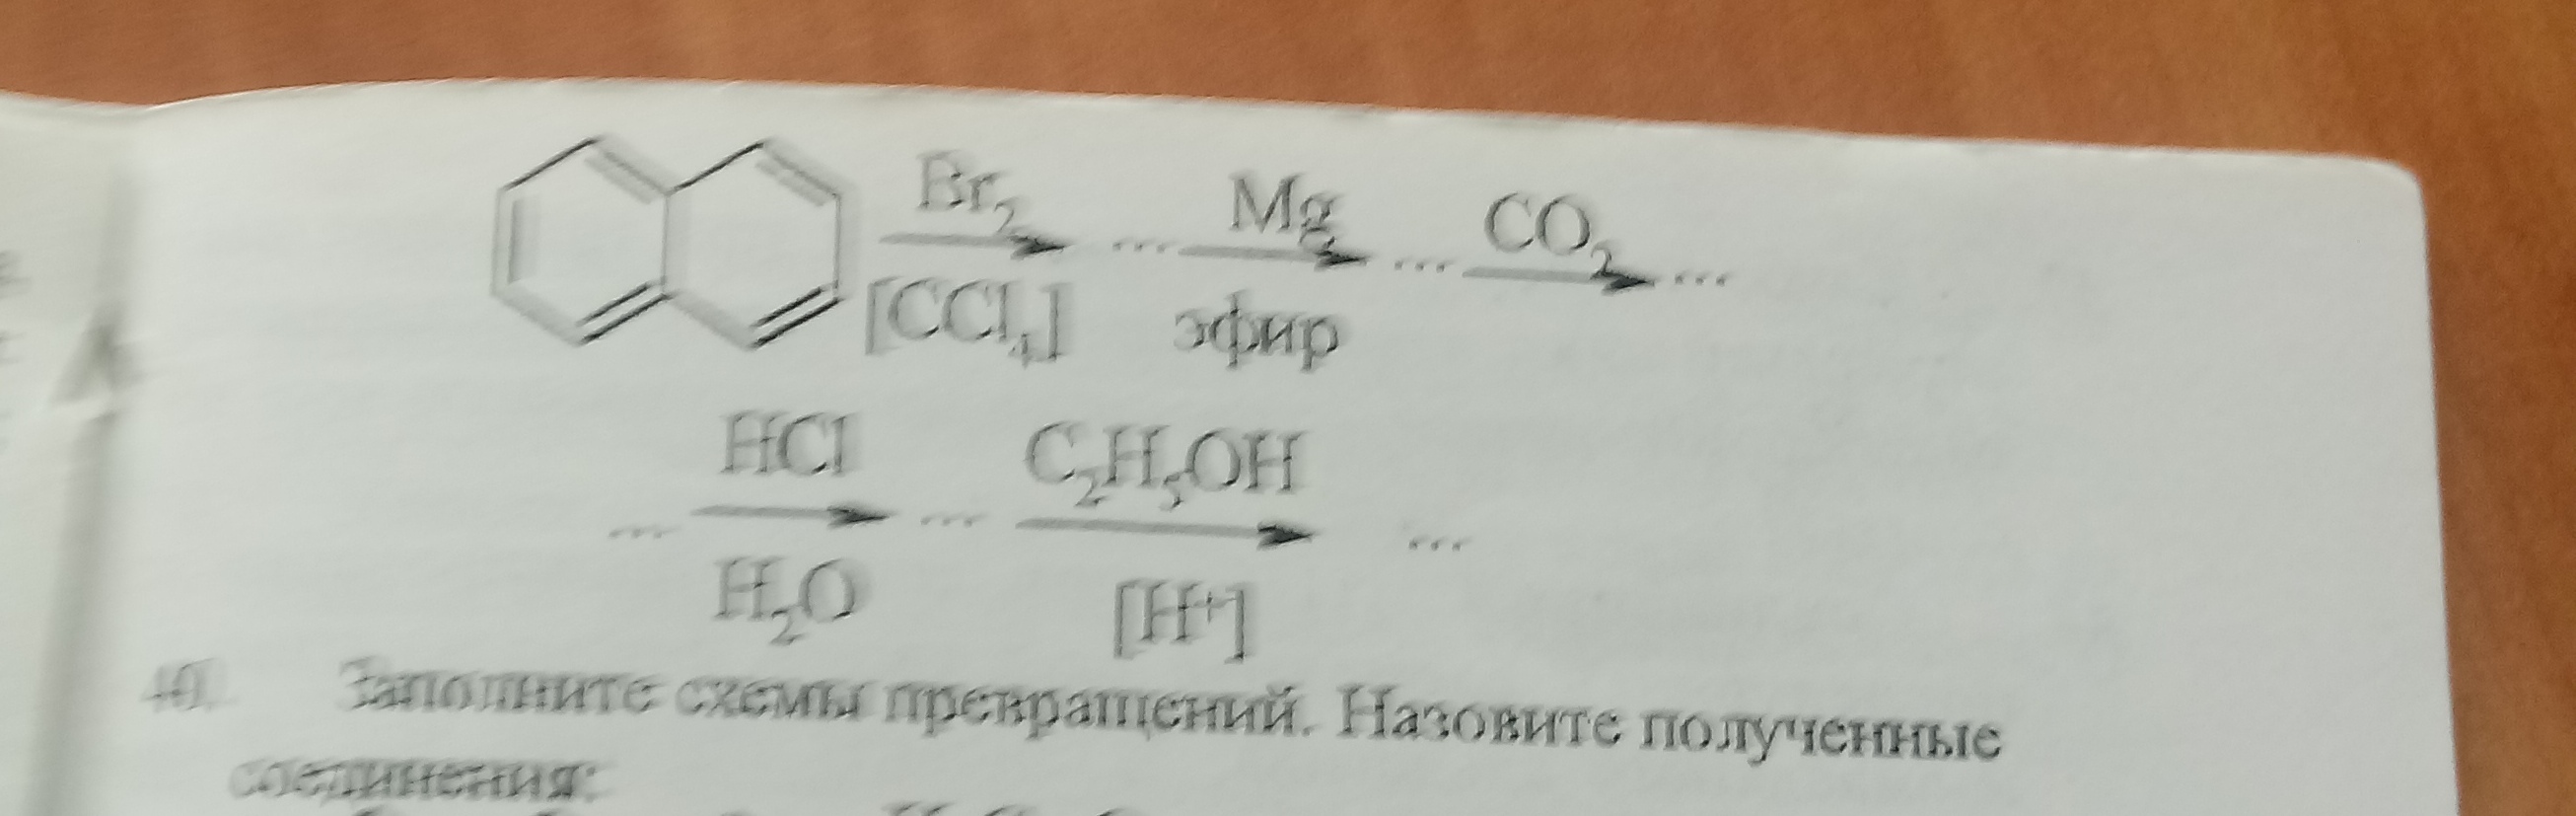 Br₂ Mg CO₂
... ... ...
[CCl₄] эфир
HCl C₂H₅OH
... ... ...
H₂O [H⁺]
40. Заполните схемы превращений. Назовите полученные
соединения: